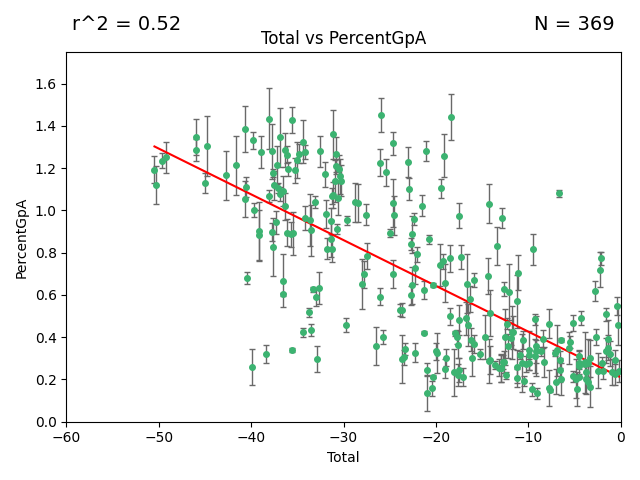 r^2 = 0.52 N = 369
Total vs PercentGpA
PercentGpA
1.6
1.4
1.2
1.0
0.8
0.6
0.4
0.2
0.0
−60 −50 −40 −30 −20 −10 0
Total